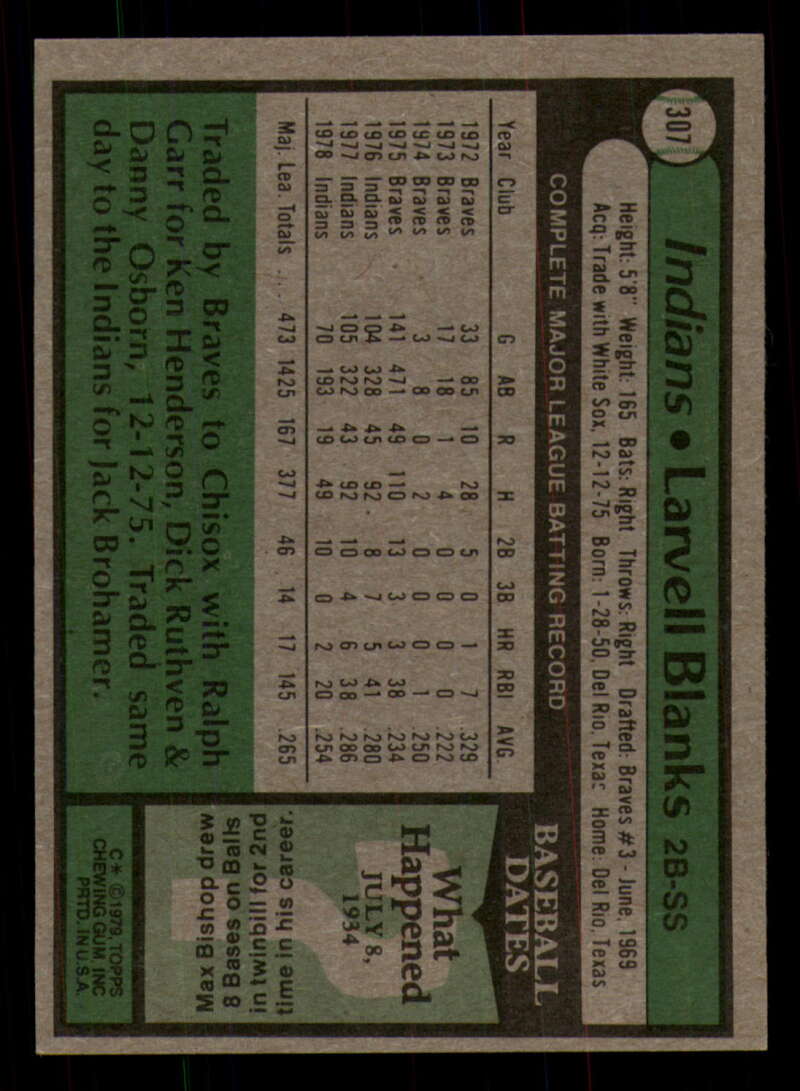 307
Indians • Larvell Blanks 2B-SS
Height: 5'8" Weight: 165 Bats: Right Throws: Right Drafted: Braves #3 - June, 1969
Acq: Trade with White Sox, 12-12-75 Born: 1-28-50, Del Rio, Texas Home: Del Rio, Texas
COMPLETE MAJOR LEAGUE BATTING RECORD
Year Club G AB R H 2B 3B HR RBI AVG
1972 Braves 33 85 10 28 5 0 1 7 .329
1973 Braves 17 18 1 4 0 0 0 0 .222
1974 Braves 3 8 0 2 0 0 0 1 .250
1975 Braves 141 471 49 110 13 3 3 38 .234
1976 Indians 104 328 45 92 8 7 5 41 .280
1977 Indians 105 322 43 92 10 4 6 38 .286
1978 Indians 70 193 19 49 10 0 2 20 .254
Maj. Lea. Totals . . . 473 1425 167 377 46 14 17 145 .265
Traded by Braves to Chisox with Ralph
Garr for Ken Henderson, Dick Ruthven &
Danny Osborn, 12-12-75. Traded same
day to the Indians for Jack Brohamer.
BASEBALL
DATES
What
Happened
JULY 8,
1934
Max Bishop drew
8 Bases on Balls
in twinbill for 2nd
time in his career.
C* ©1979 TOPPS
CHEWING GUM, INC
PRTD. IN U.S.A.